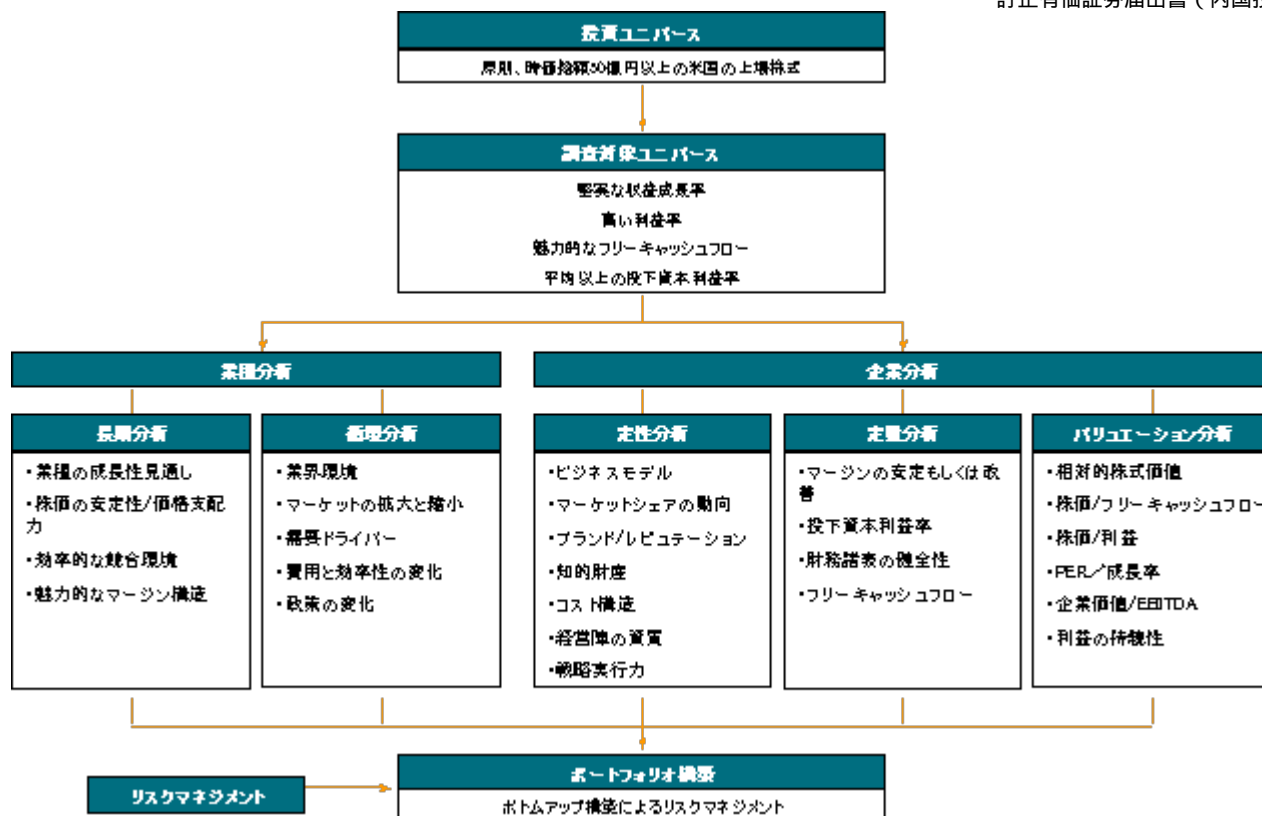 訂正有価証券届出書(内国投
投資ユニバース
原則、時価総額50億円以上の米国の上場株式
調査対象ユニバース
堅実な収益成長率
高い利益率
魅力的なフリーキャッシュフロー
平均以上の投下資本利益率
業種分析
企業分析
長期分析
・業種の成長性見通し
・株価の安定性/価格支配
力
・効率的な競合環境
・魅力的なマージン構造
循環分析
・業界環境
・マーケットの拡大と縮小
・需要ドライバー
・費用と効率性の変化
・政策の変化
定性分析
・ビジネスモデル
・マーケットシェアの動向
・ブランド/レピュテーション
・知的財産
・コスト構造
・経営陣の資質
・戦略実行力
定量分析
・マージンの安定もしくは改
善
・投下資本利益率
・財務諸表の健全性
・フリーキャッシュフロー
バリュエーション分析
・相対的株式価値
・株価/フリーキャッシュフロー
・株価/利益
・PER/成長率
・企業価値/EBITDA
・利益の持続性
ポートフォリオ構築
リスクマネジメント
ボトムアップ構築によるリスクマネジメント